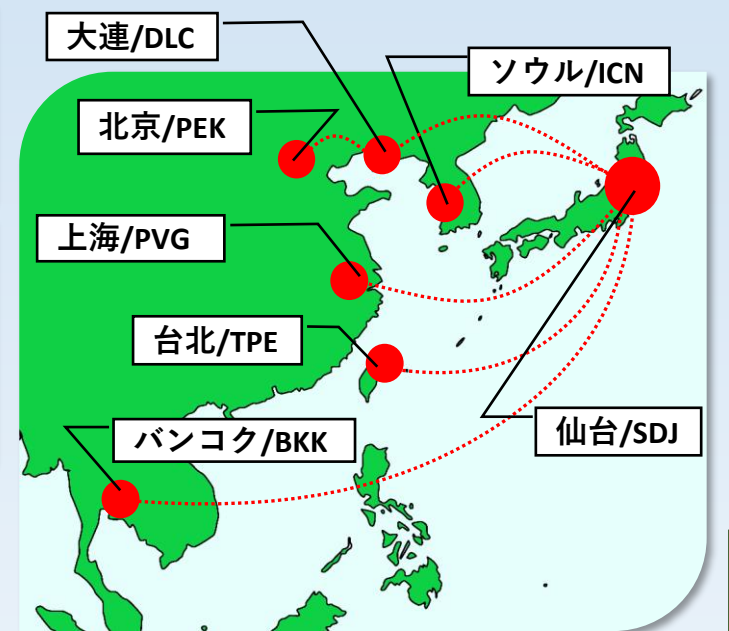 大連/DLC
ソウル/ICN
北京/PEK
上海/PVG
台北/TPE
バンコク/BKK
仙台/SDJ